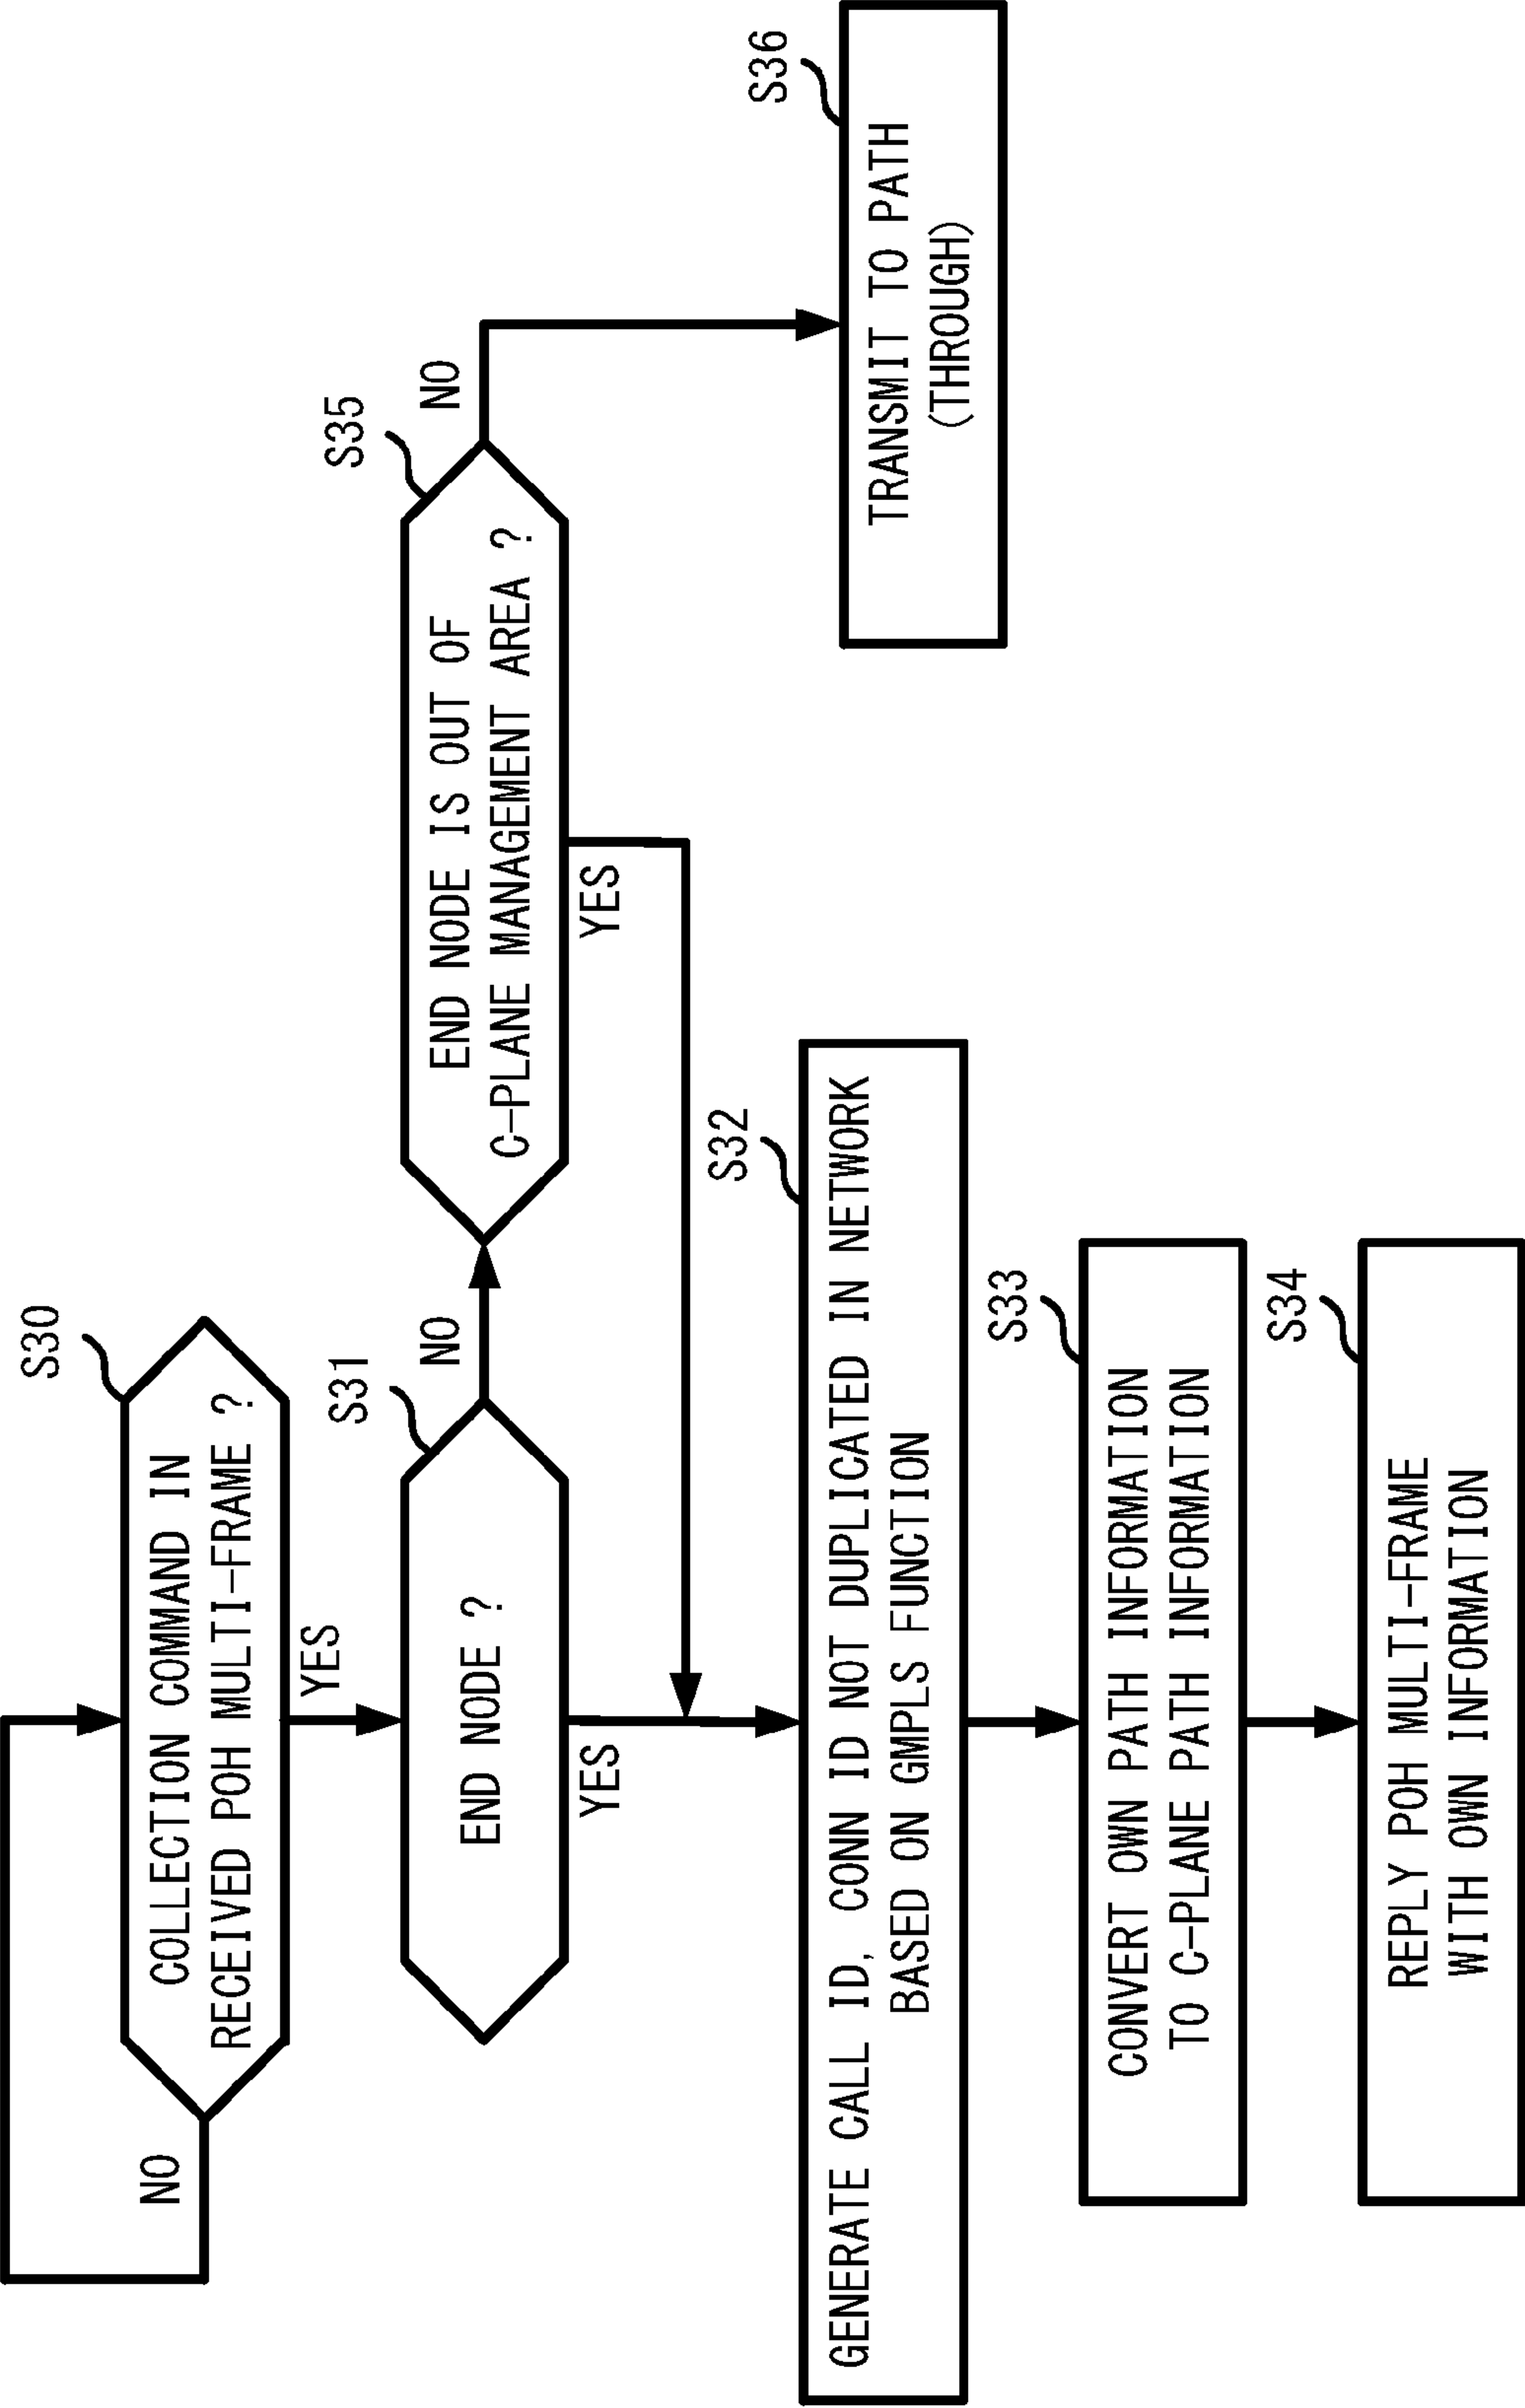 S30
COLLECTION COMMAND IN
RECEIVED POH MULTI-FRAME ?
NO
YES
S31
END NODE ?
NO
YES
S35
END NODE IS OUT OF
C-PLANE MANAGEMENT AREA ?
NO
YES
S32
GENERATE CALL ID, CONN ID NOT DUPLICATED IN NETWORK
BASED ON GMPLS FUNCTION
S36
TRANSMIT TO PATH
(THROUGH)
S33
CONVERT OWN PATH INFORMATION
TO C-PLANE PATH INFORMATION
S34
REPLY POH MULTI-FRAME
WITH OWN INFORMATION